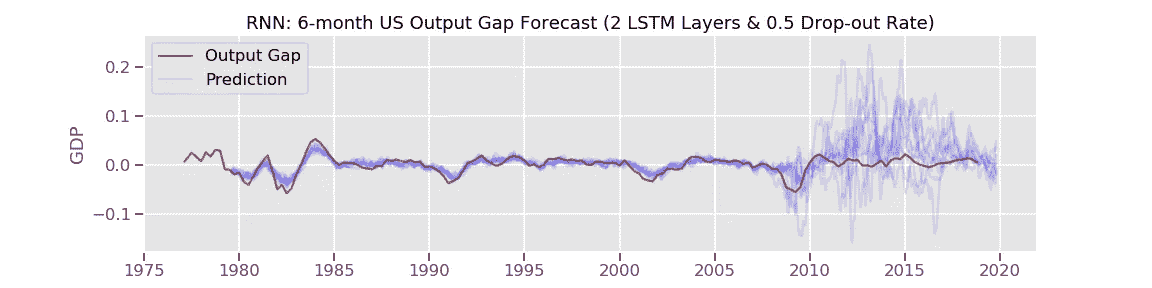 RNN: 6-month US Output Gap Forecast (2 LSTM Layers & 0.5 Drop-out Rate)
Output Gap
Prediction
GDP
0.2
0.1
0.0
−0.1
1975 1980 1985 1990 1995 2000 2005 2010 2015 2020